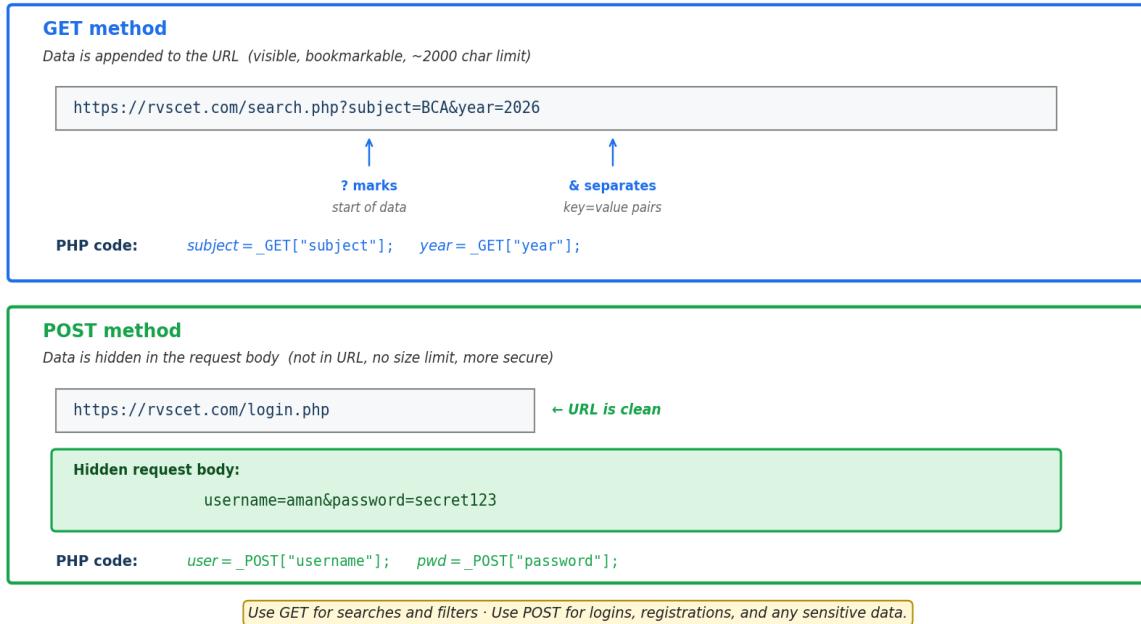 GET method
Data is appended to the URL (visible, bookmarkable, ~2000 char limit)
https://rvscet.com/search.php?subject=BCA&year=2026
? marks
start of data
& separates
key=value pairs
PHP code: subject=_GET["subject"]; year=_GET["year"];
POST method
Data is hidden in the request body (not in URL, no size limit, more secure)
https://rvscet.com/login.php ← URL is clean
Hidden request body:
username=aman&password=secret123
PHP code: user=_POST["username"]; pwd=_POST["password"];
Use GET for searches and filters · Use POST for logins, registrations, and any sensitive data.